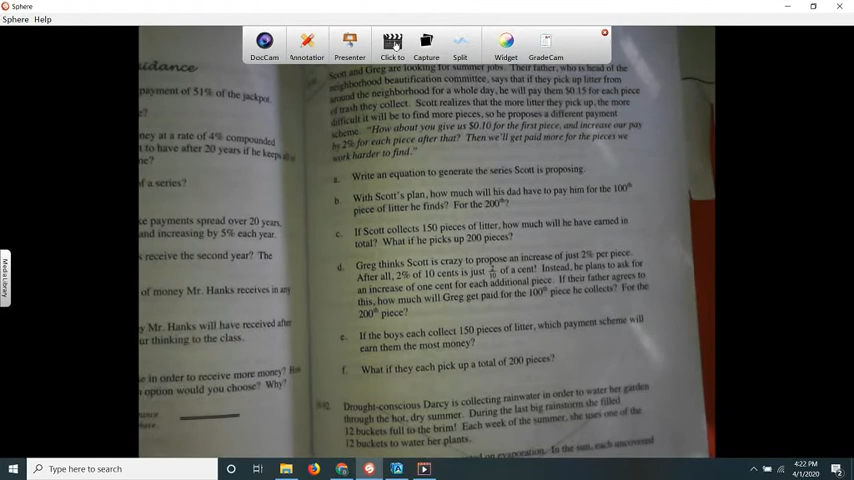 Sphere
Sphere Help
DocCam
Annotation
Presenter
Click to
Capture
Split
Widget
GradeCam
Media Library
uidance
payment of 51% of the jackpot.
ney at a rate of 4% compounded
t to have after 20 years if he keeps all of
me?
f a series?
ke payments spread over 20 years,
and increasing by 5% each year.
s receive the second year? The
of money Mr. Hanks receives in any
y Mr. Hanks will have received after
ur thinking to the class.
e in order to receive more money? How
a option would you choose? Why?
Scott and Greg are looking for summer jobs. Their father, who is head of the
neighborhood beautification committee, says that if they pick up litter from
around the neighborhood for a whole day, he will pay them $0.15 for each piece
of trash they collect. Scott realizes that the more litter they pick up, the more
difficult it will be to find more pieces, so he proposes a different payment
scheme. "How about you give us $0.10 for the first piece, and increase our pay
by 2% for each piece after that? Then we'll get paid more for the pieces we
work harder to find."
a. Write an equation to generate the series Scott is proposing.
b. With Scott's plan, how much will his dad have to pay him for the 100th
piece of litter he finds? For the 200th?
c. If Scott collects 150 pieces of litter, how much will he have earned in
total? What if he picks up 200 pieces?
d. Greg thinks Scott is crazy to propose an increase of just 2% per piece.
After all, 2% of 10 cents is just 2/10 of a cent! Instead, he plans to ask for
an increase of one cent for each additional piece. If their father agrees to
this, how much will Greg get paid for the 100th piece he collects? For the
200th piece?
e. If the boys each collect 150 pieces of litter, which payment scheme will
earn them the most money?
f. What if they each pick up a total of 200 pieces?
Drought-conscious Darcy is collecting rainwater in order to water her garden
through the hot, dry summer. During the last big rainstorm she filled
12 buckets full to the brim! Each week of the summer, she uses one of the
12 buckets to water her plants.
on evaporation. In the sun, each uncovered
Type here to search
4:22 PM
4/1/2020
2